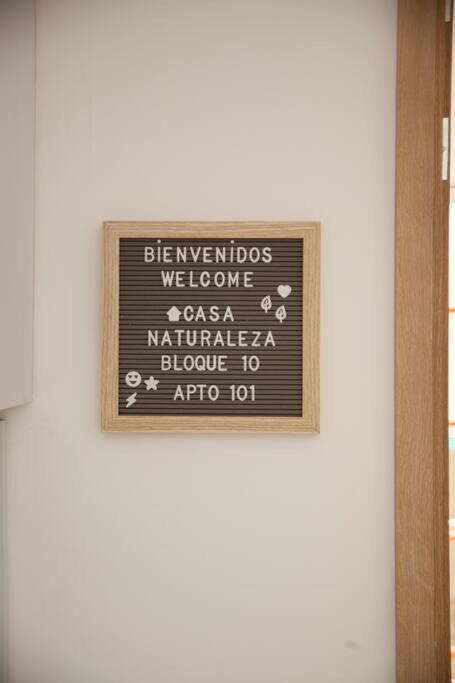 BiENVENiDOS
WELCOME
CASA
NATURALEZA
BLOQUE 10
APTO 101